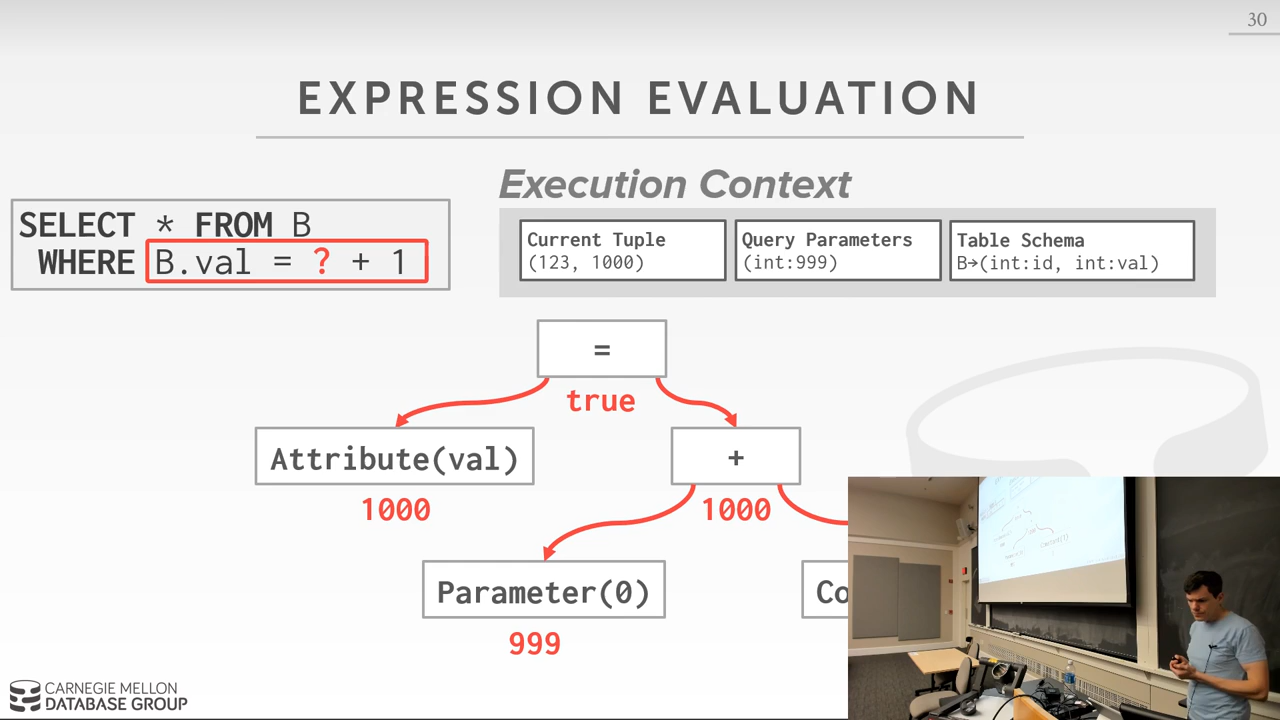 30
EXPRESSION EVALUATION
Execution Context
SELECT * FROM B
WHERE B.val = ? + 1
Current Tuple
(123, 1000)
Query Parameters
(int:999)
Table Schema
B→(int:id, int:val)
=
true
Attribute(val)
+
1000
1000
Parameter(0)
Co
999
CARNEGIE MELLON
DATABASE GROUP